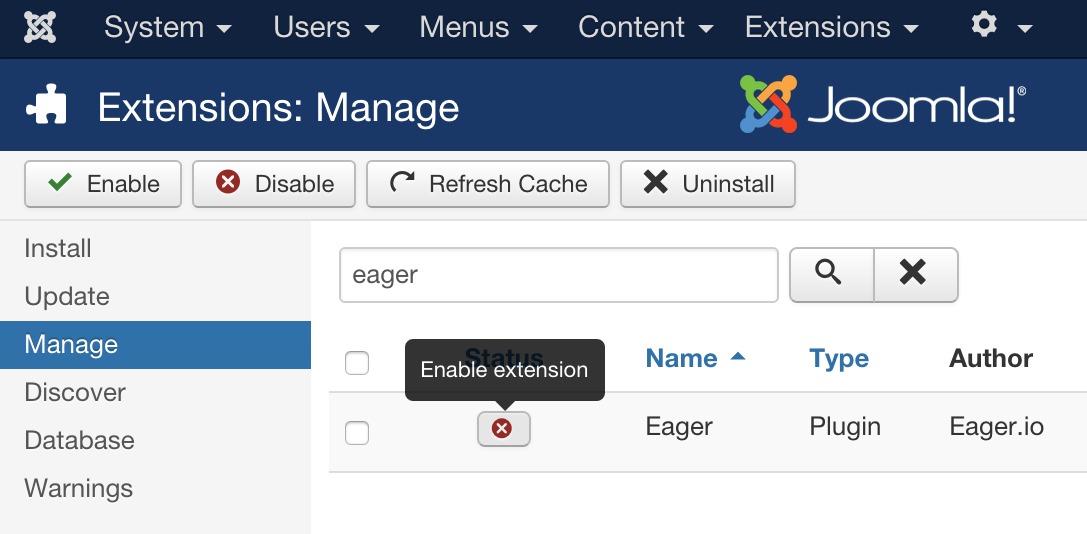 System Users Menus Content Extensions
Extensions: Manage Joomla!®
Enable Disable Refresh Cache Uninstall
Install
Update
Manage
Discover
Database
Warnings
eager
Status Name Type Author
Enable extension
Eager Plugin Eager.io